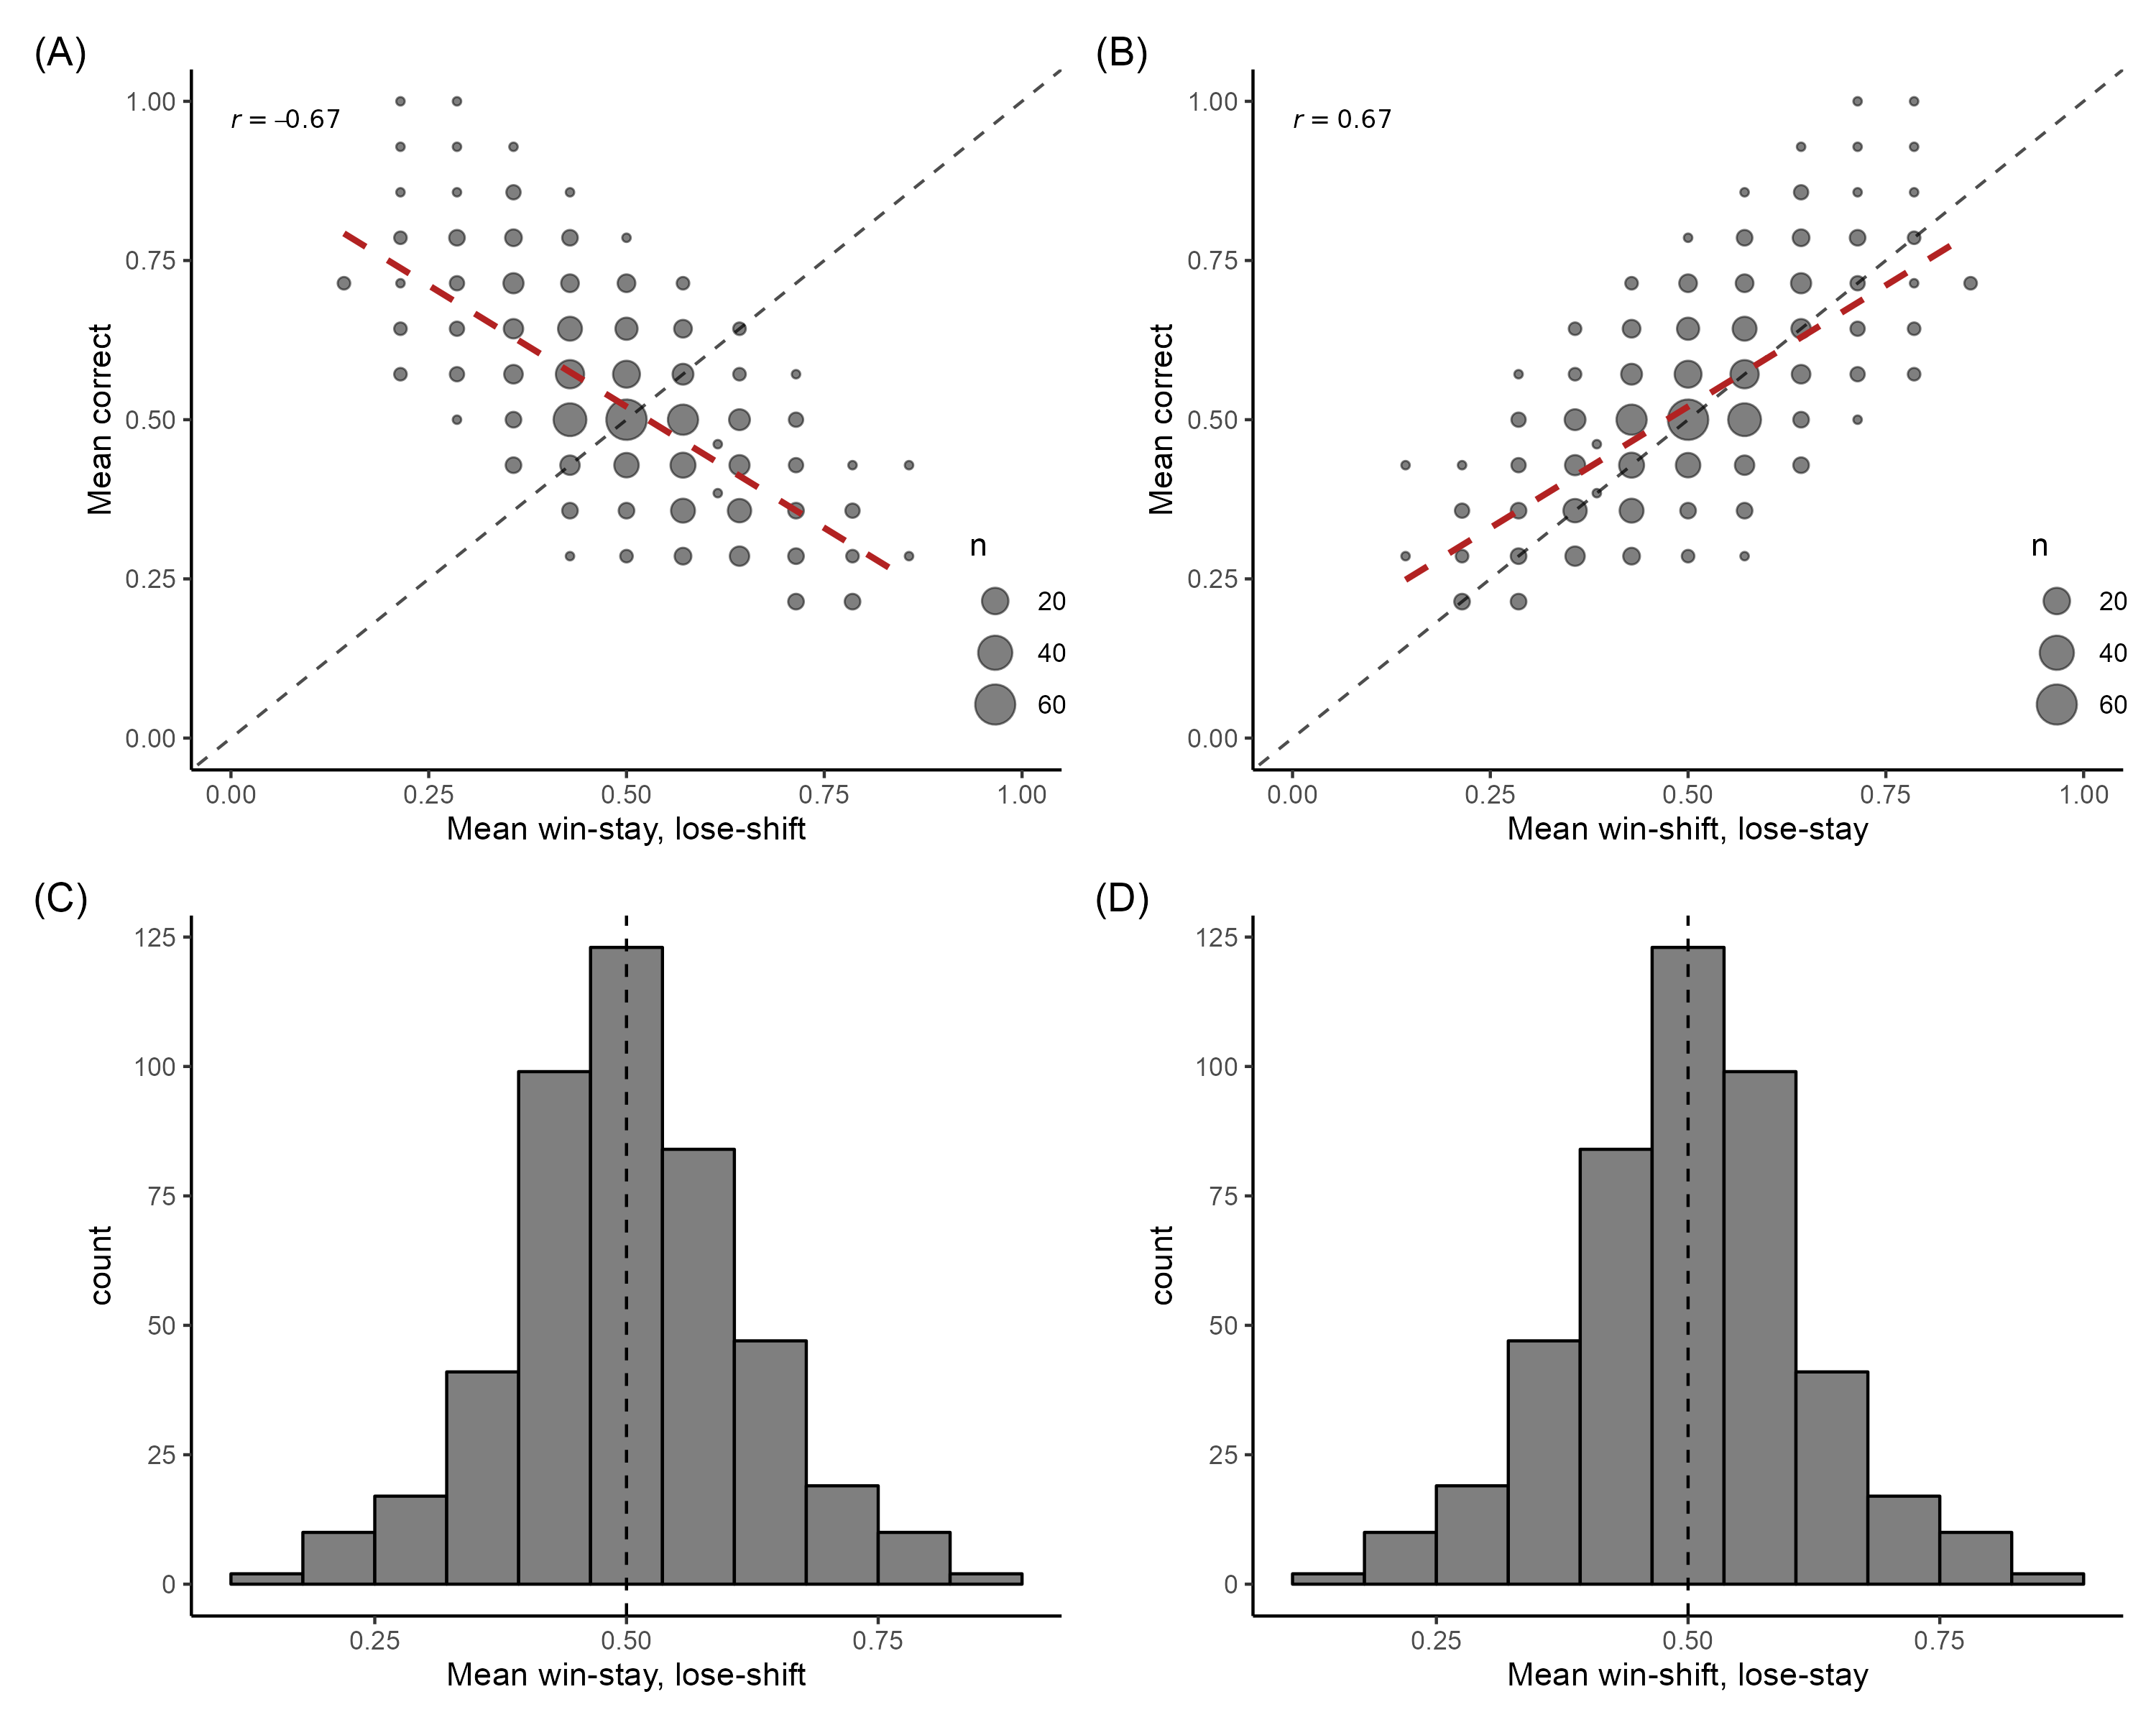 (A)
r = –0.67
1.00
0.75
0.50
0.25
0.00
Mean correct
n
20
40
60
0.00 0.25 0.50 0.75 1.00
Mean win-stay, lose-shift
(B)
r = 0.67
1.00
0.75
0.50
0.25
0.00
Mean correct
n
20
40
60
0.00 0.25 0.50 0.75 1.00
Mean win-shift, lose-stay
(C)
125
100
75
50
25
0
count
0.25 0.50 0.75
Mean win-stay, lose-shift
(D)
125
100
75
50
25
0
count
0.25 0.50 0.75
Mean win-shift, lose-stay